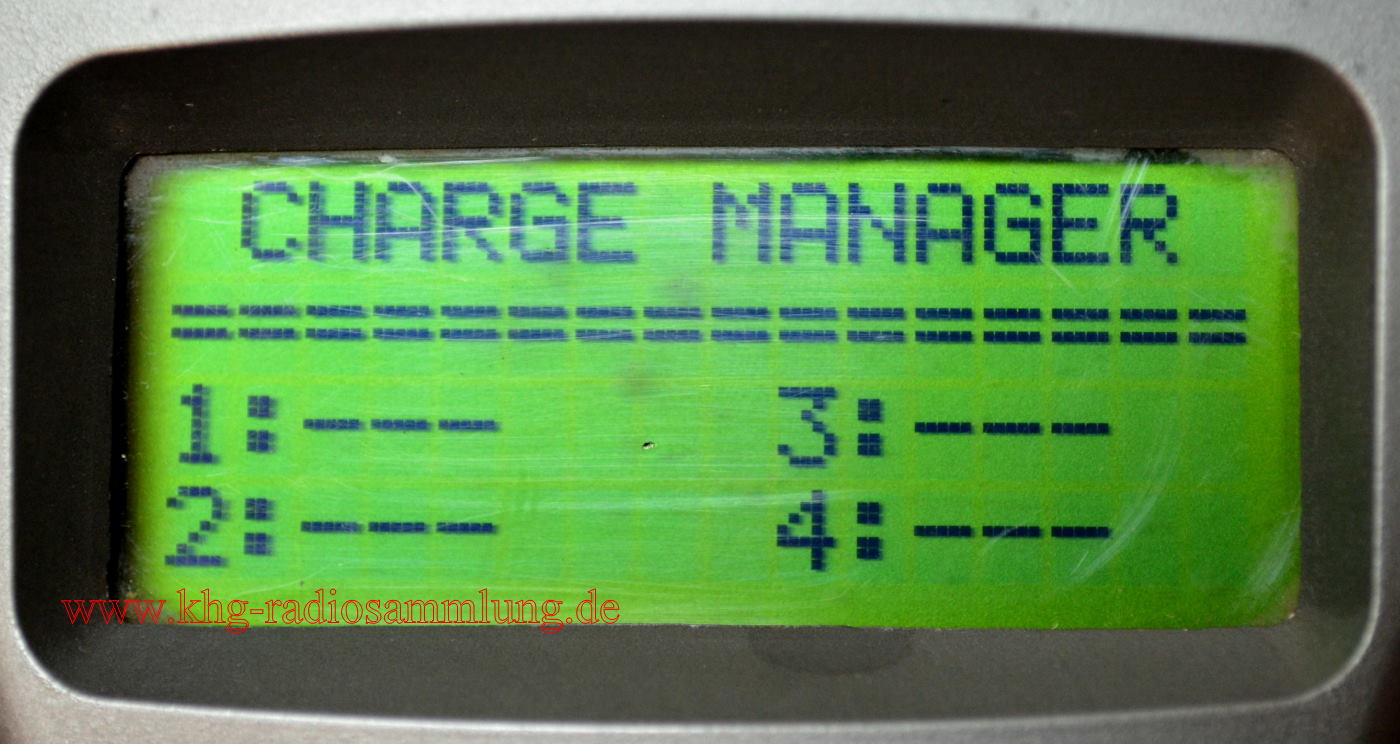 CHARGE MANAGER
================
1:---    3:---
2:---    4:---
www.khg-radiosammlung.de